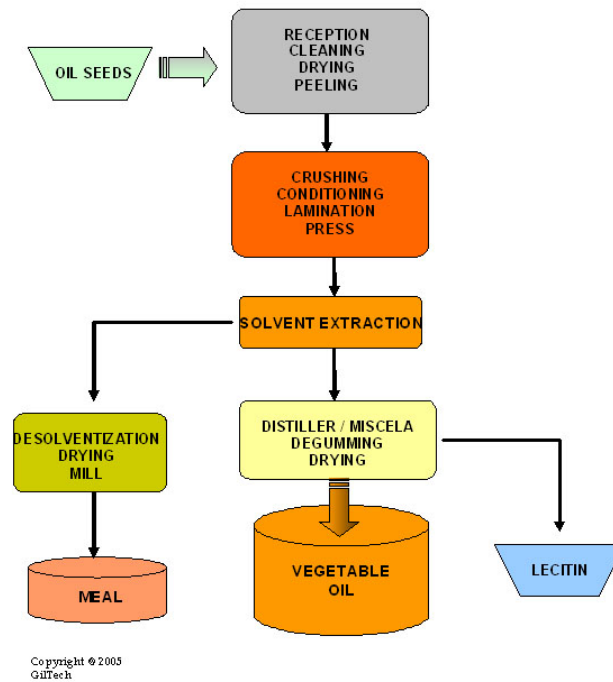 OIL SEEDS
RECEPTION
CLEANING
DRYING
PEELING
CRUSHING
CONDITIONING
LAMINATION
PRESS
SOLVENT EXTRACTION
DESOLVENTIZATION
DRYING
MILL
DISTILLER / MISCELA
DEGUMMING
DRYING
MEAL
VEGETABLE
OIL
LECITIN
Copyright © 2005
GilTech